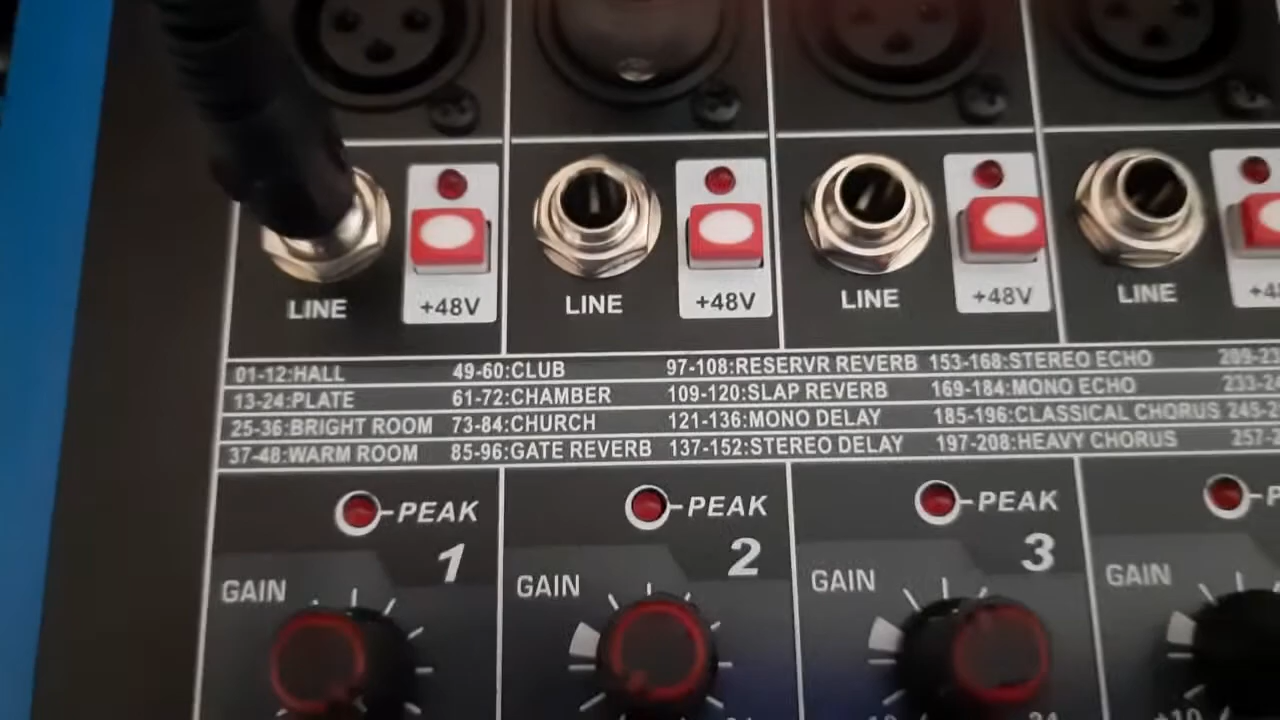 LINE +48V LINE +48V LINE +48V LINE
01-12:HALL 49-60:CLUB 97-108:RESERVR REVERB 153-168:STEREO ECHO
13-24:PLATE 61-72:CHAMBER 109-120:SLAP REVERB 169-184:MONO ECHO
25-36:BRIGHT ROOM 73-84:CHURCH 121-136:MONO DELAY 185-196:CLASSICAL CHORUS
37-48:WARM ROOM 85-96:GATE REVERB 137-152:STEREO DELAY 197-208:HEAVY CHORUS
PEAK PEAK PEAK
1 2 3
GAIN GAIN GAIN GAIN